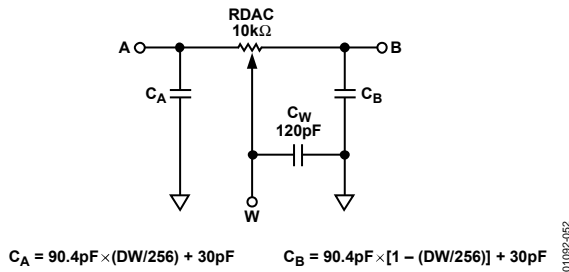 RDAC
10kΩ
A
B
CA
CB
CW
120pF
W
CA = 90.4pF × (DW/256) + 30pF
CB = 90.4pF × [1 – (DW/256)] + 30pF
01092-052